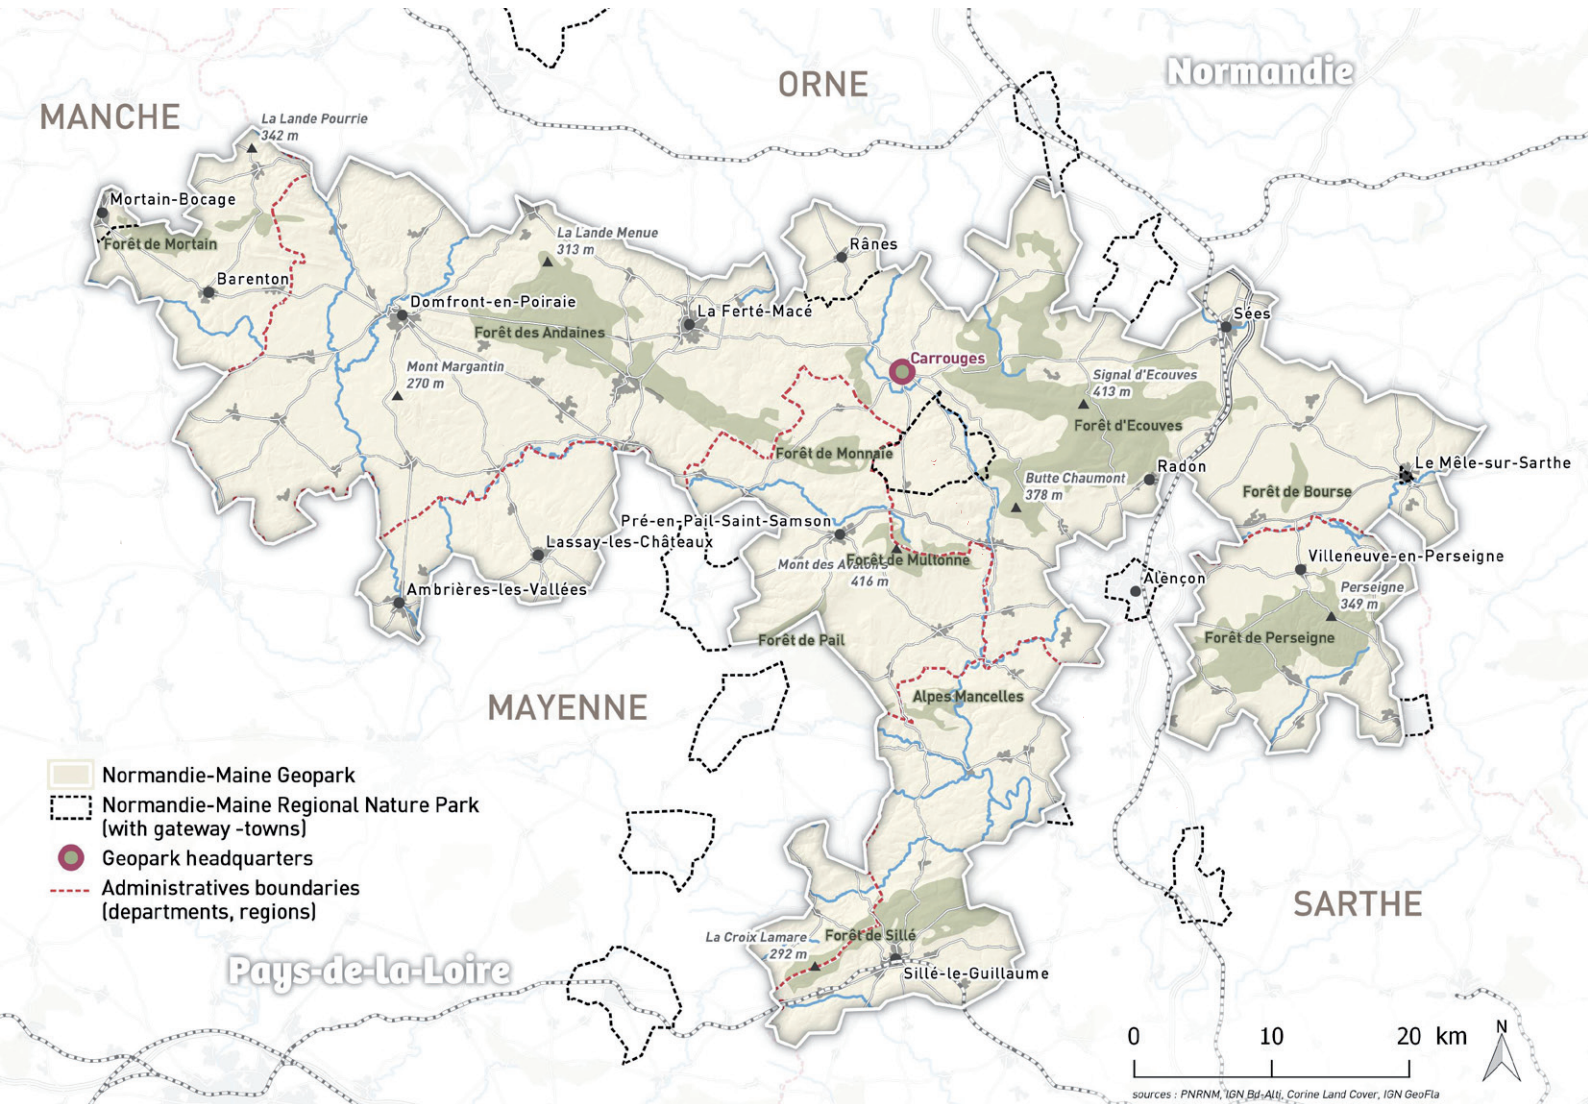 ORNE
Normandie
MANCHE
La Lande Pourrie
342 m
Mortain-Bocage
Forêt de Mortain
La Lande Menue
313 m
Rânes
Barenton
Domfront-en-Poiraie
La Ferté-Macé
Sées
Forêt des Andaines
Carrouges
Mont Margantin
270 m
Signal d'Ecouves
413 m
Forêt d'Ecouves
Forêt de Monnaie
Radon
Le Mêle-sur-Sarthe
Butte Chaumont
378 m
Forêt de Bourse
Pré-en-Pail-Saint-Samson
Lassay-les-Châteaux
Villeneuve-en-Perseigne
Forêt de Multonne
Mont des Avaloirs
416 m
Alençon
Ambrières-les-Vallées
Perseigne
349 m
Forêt de Pail
Forêt de Perseigne
Alpes Mancelles
MAYENNE
Normandie-Maine Geopark
Normandie-Maine Regional Nature Park
(with gateway -towns)
Geopark headquarters
Administratives boundaries
(departments, regions)
SARTHE
La Croix Lamare
292 m
Forêt de Sillé
Pays-de-la-Loire
Sillé-le-Guillaume
0 10 20 km
N
sources : PNRNM, IGN Bd-Alti, Corine Land Cover, IGN GeoFla